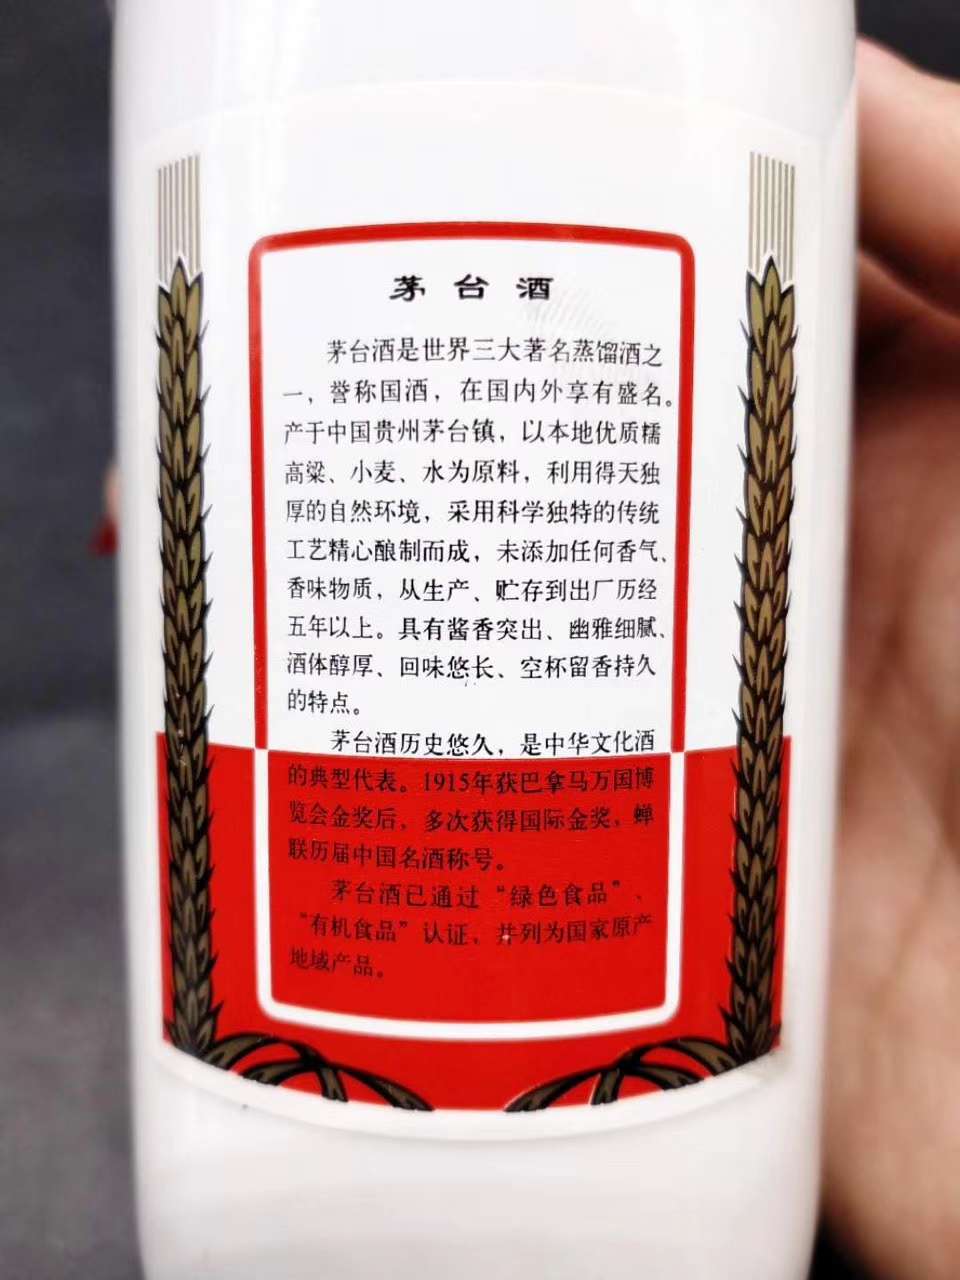 茅台酒
茅台酒是世界三大著名蒸馏酒之
一，誉称国酒，在国内外享有盛名。
产于中国贵州茅台镇，以本地优质糯
高粱、小麦、水为原料，利用得天独
厚的自然环境，采用科学独特的传统
工艺精心酿制而成，未添加任何香气、
香味物质，从生产、贮存到出厂历经
五年以上。具有酱香突出、幽雅细腻、
酒体醇厚、回味悠长、空杯留香持久
的特点。
茅台酒历史悠久，是中华文化酒
的典型代表。1915年获巴拿马万国博
览会金奖后，多次获得国际金奖，蝉
联历届中国名酒称号。
茅台酒已通过“绿色食品”、
“有机食品”认证，并列为国家原产
地域产品。